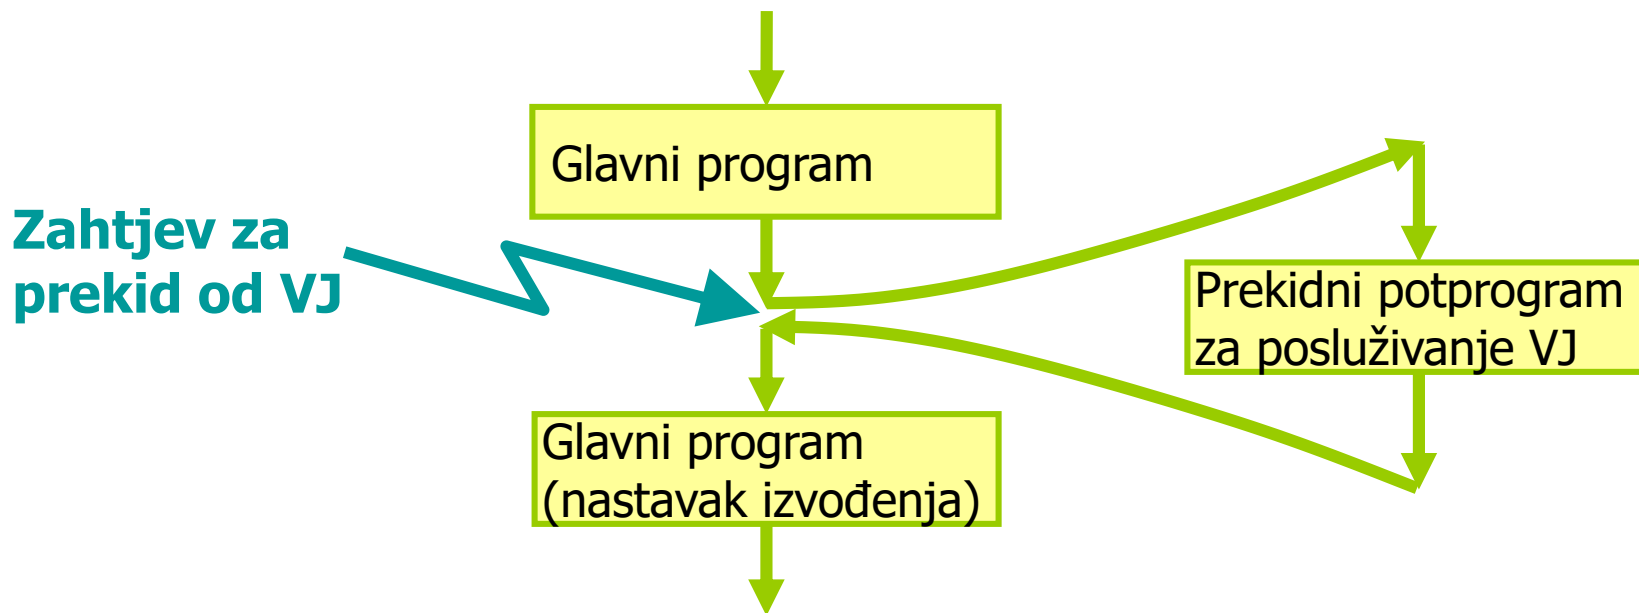 Glavni program
Zahtjev za
prekid od VJ
Prekidni potprogram
za posluživanje VJ
Glavni program
(nastavak izvođenja)